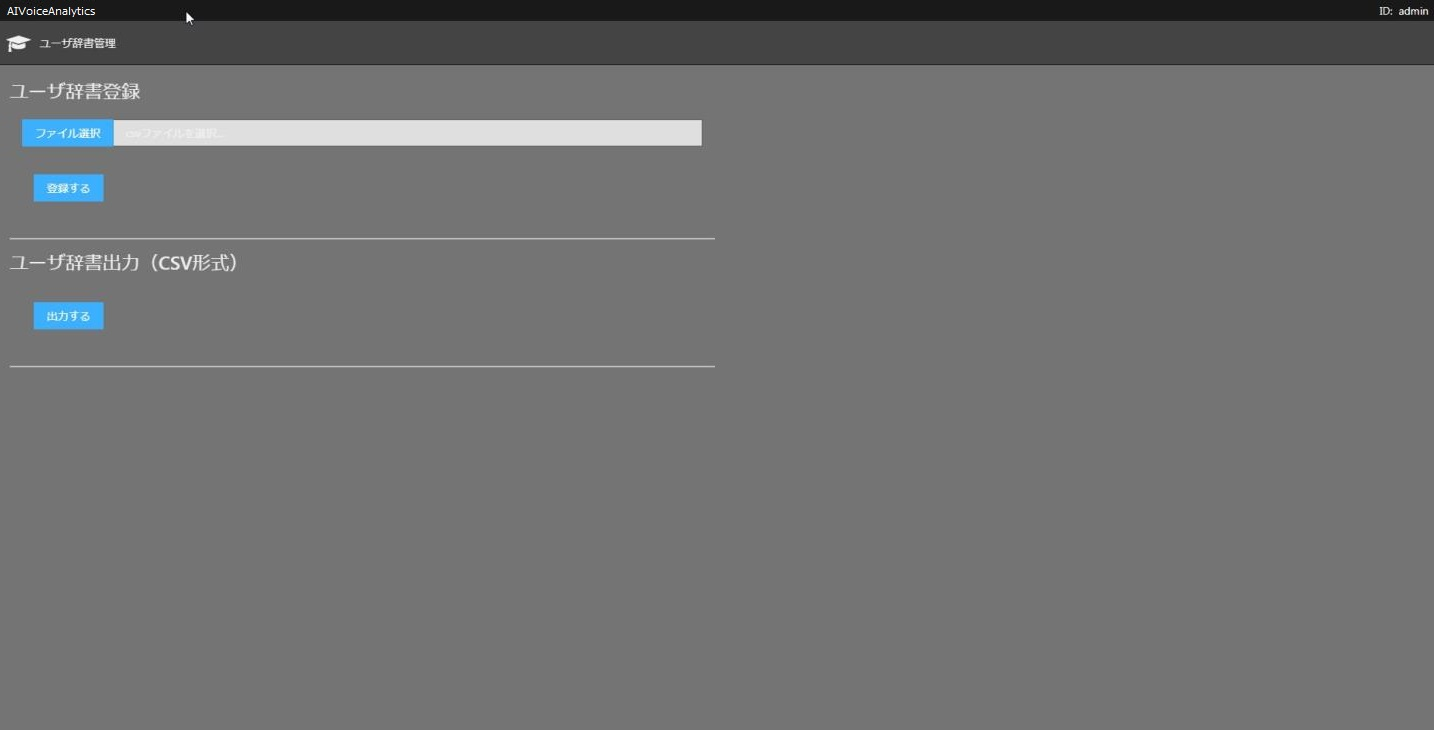 AIVoiceAnalytics
ID: admin
ユーザ辞書管理
ユーザ辞書登録
ファイル選択
csvファイルを選択...
登録する
ユーザ辞書出力（CSV形式）
出力する